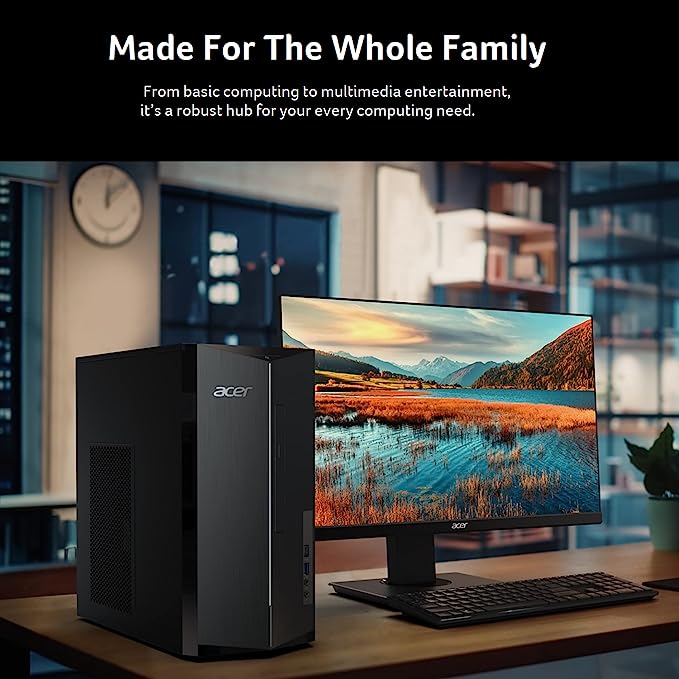 Made For The Whole Family
From basic computing to multimedia entertainment,
it's a robust hub for your every computing need.
acer
acer